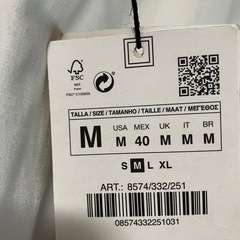 FSC
MIX
Paper
TALLA / SIZE / TAMANHO / TAILLE / MAAT / ΜΕΓΕΘΟΣ
M
USA MEX UK IT BR
M 40 M M M
S M L XL
ART.: 8574/332/251
08574332251031